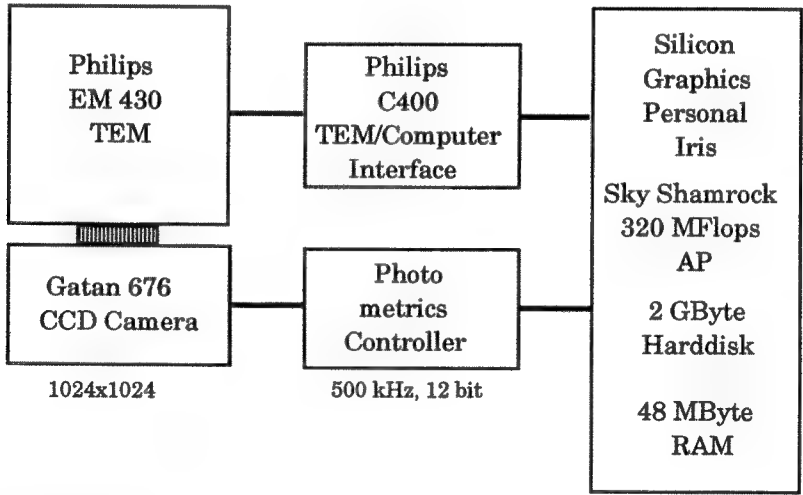 Philips
EM 430
TEM
Philips
C400
TEM/Computer
Interface
Silicon
Graphics
Personal
Iris
Sky Shamrock
320 MFlops
AP
2 GByte
Harddisk
48 MByte
RAM
Gatan 676
CCD Camera
1024x1024
Photo
metrics
Controller
500 kHz, 12 bit